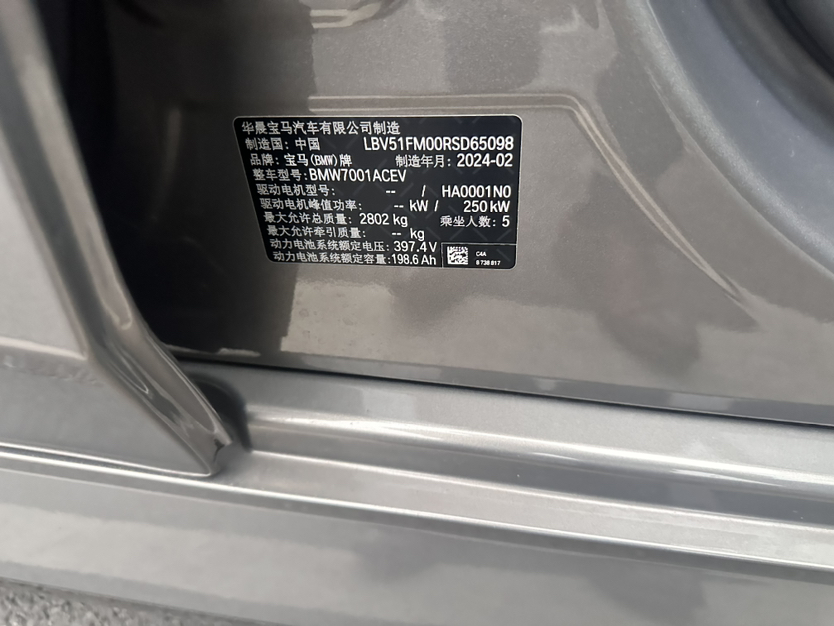 华晨宝马汽车有限公司制造
制造国: 中国 LBV51FM00RSD65098
品牌: 宝马(BMW)牌 制造年月: 2024-02
整车型号: BMW7001ACEV
驱动电机型号: -- / HA0001N0
驱动电机峰值功率: -- kW / 250 kW
最大允许总质量: 2802 kg 乘坐人数: 5
最大允许牵引质量: -- kg
动力电池系统额定电压: 397.4 V
动力电池系统额定容量: 198.6 Ah
C4A
6 738 817